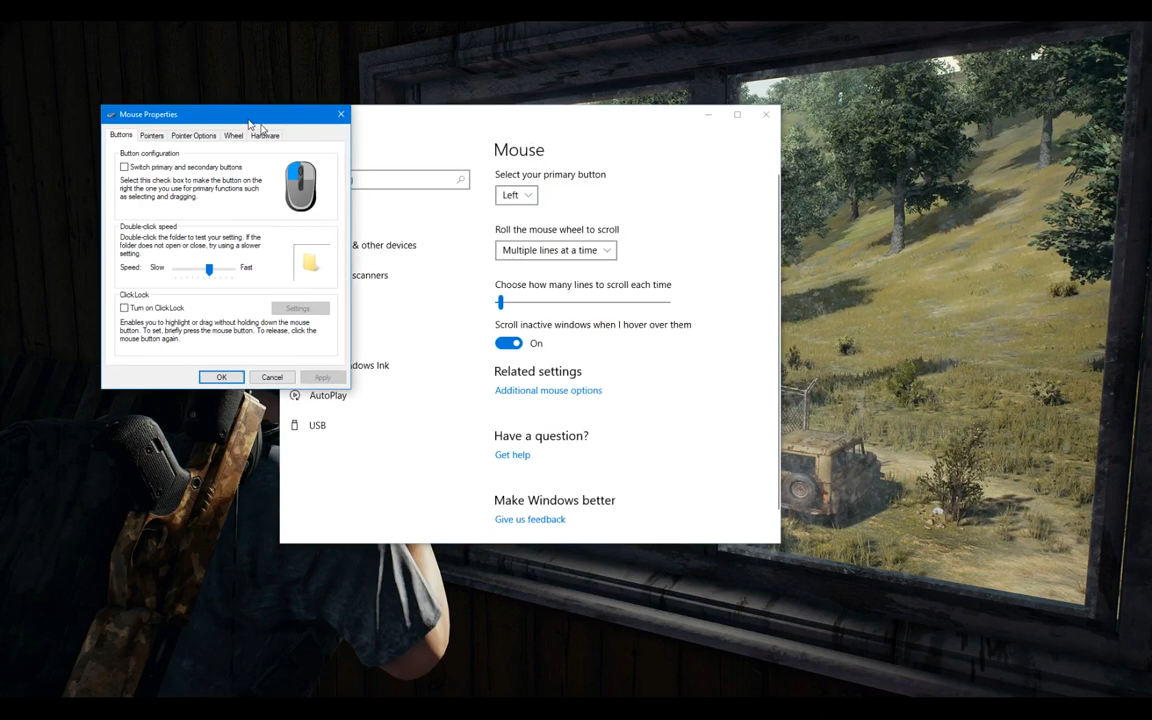 Mouse Properties
Buttons Pointers Pointer Options Wheel Hardware
Button configuration
Switch primary and secondary buttons
Select this check box to make the button on the
right the one you use for primary functions such
as selecting and dragging.
Double-click speed
Double-click the folder to test your setting. If the
folder does not open or close, try using a slower
setting.
Speed: Slow Fast
ClickLock
Turn on ClickLock
Settings...
Enables you to highlight or drag without holding down the mouse
button. To set, briefly press the mouse button. To release, click the
mouse button again.
OK Cancel Apply
& other devices
scanners
ndows Ink
AutoPlay
USB
Mouse
Select your primary button
Left
Roll the mouse wheel to scroll
Multiple lines at a time
Choose how many lines to scroll each time
Scroll inactive windows when I hover over them
On
Related settings
Additional mouse options
Have a question?
Get help
Make Windows better
Give us feedback